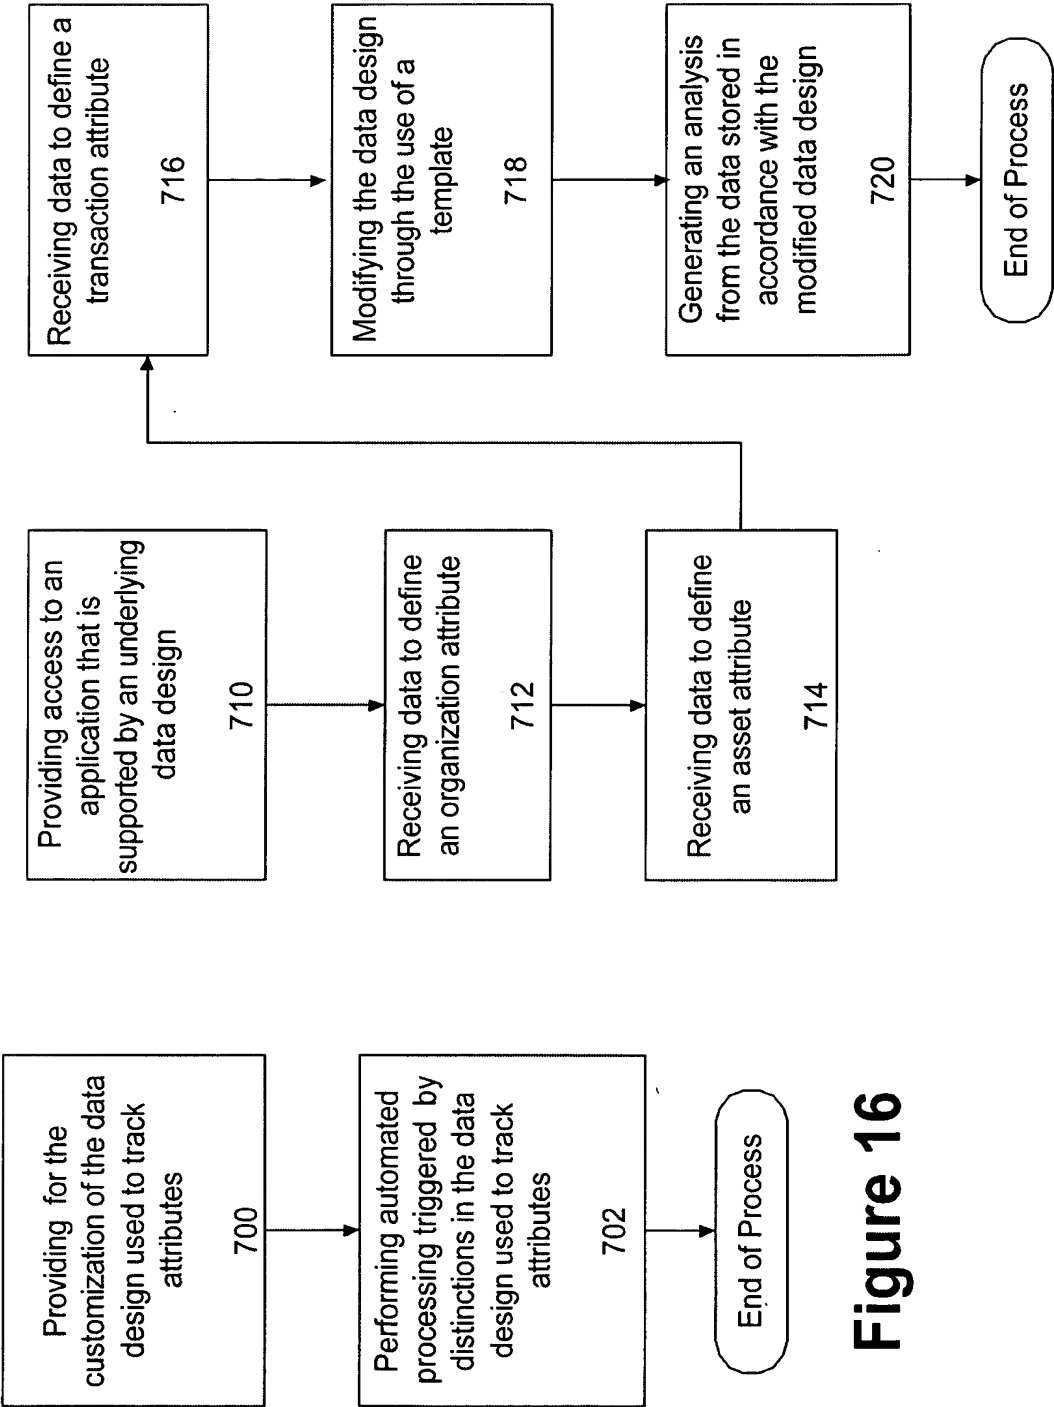 Providing for the
customization of the data
design used to track
attributes
700
Performing automated
processing triggered by
distinctions in the data
design used to track
attributes
702
End of Process
Providing access to an
application that is
supported by an underlying
data design
710
Receiving data to define
an organization attribute
712
Receiving data to define
an asset attribute
714
Receiving data to define a
transaction attribute
716
Modifying the data design
through the use of a
template
718
Generating an analysis
from the data stored in
accordance with the
modified data design
720
End of Process
Figure 16